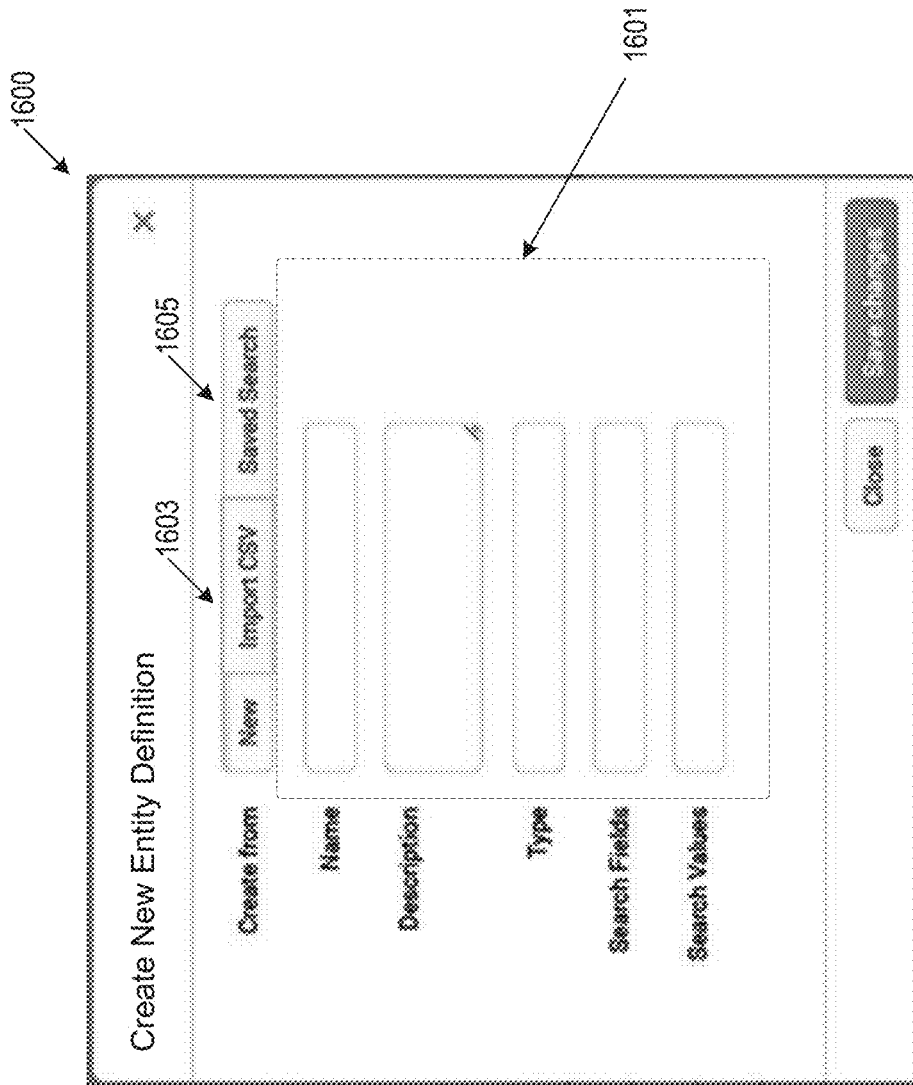 1600
Create New Entity Definition X
1603
1605
Create from New Import CSV Saved Search
Name
Description
Type
Search Fields
Search Values
1601
Close